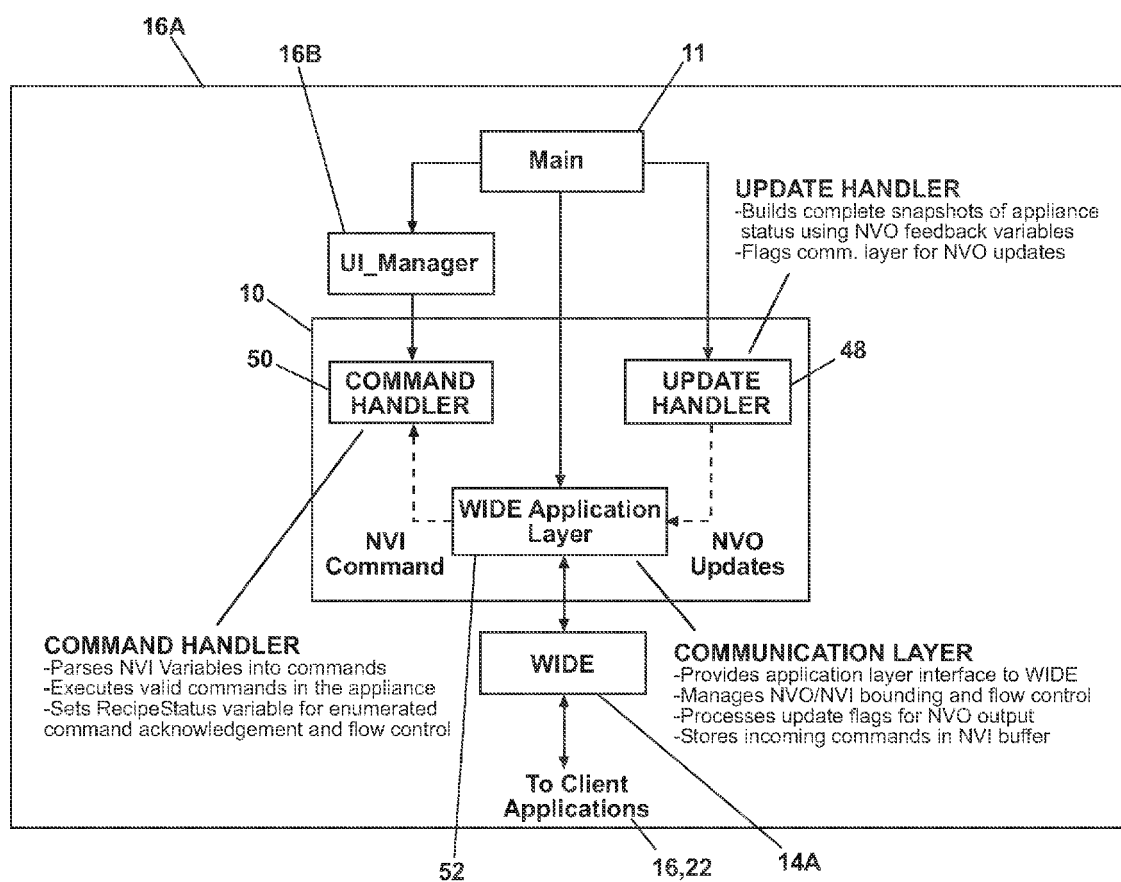 16A
16B
11
Main
UPDATE HANDLER
-Builds complete snapshots of appliance
status using NVO feedback variables
-Flags comm. layer for NVO updates
UI_Manager
10
50
COMMAND
HANDLER
UPDATE
HANDLER
48
WIDE Application
Layer
NVI
Command
NVO
Updates
COMMAND HANDLER
-Parses NVI Variables into commands
-Executes valid commands in the appliance
-Sets RecipeStatus variable for enumerated
command acknowledgement and flow control
WIDE
COMMUNICATION LAYER
-Provides application layer interface to WIDE
-Manages NVO/NVI bounding and flow control
-Processes update flags for NVO output
-Stores incoming commands in NVI buffer
To Client
Applications
52
16,22
14A